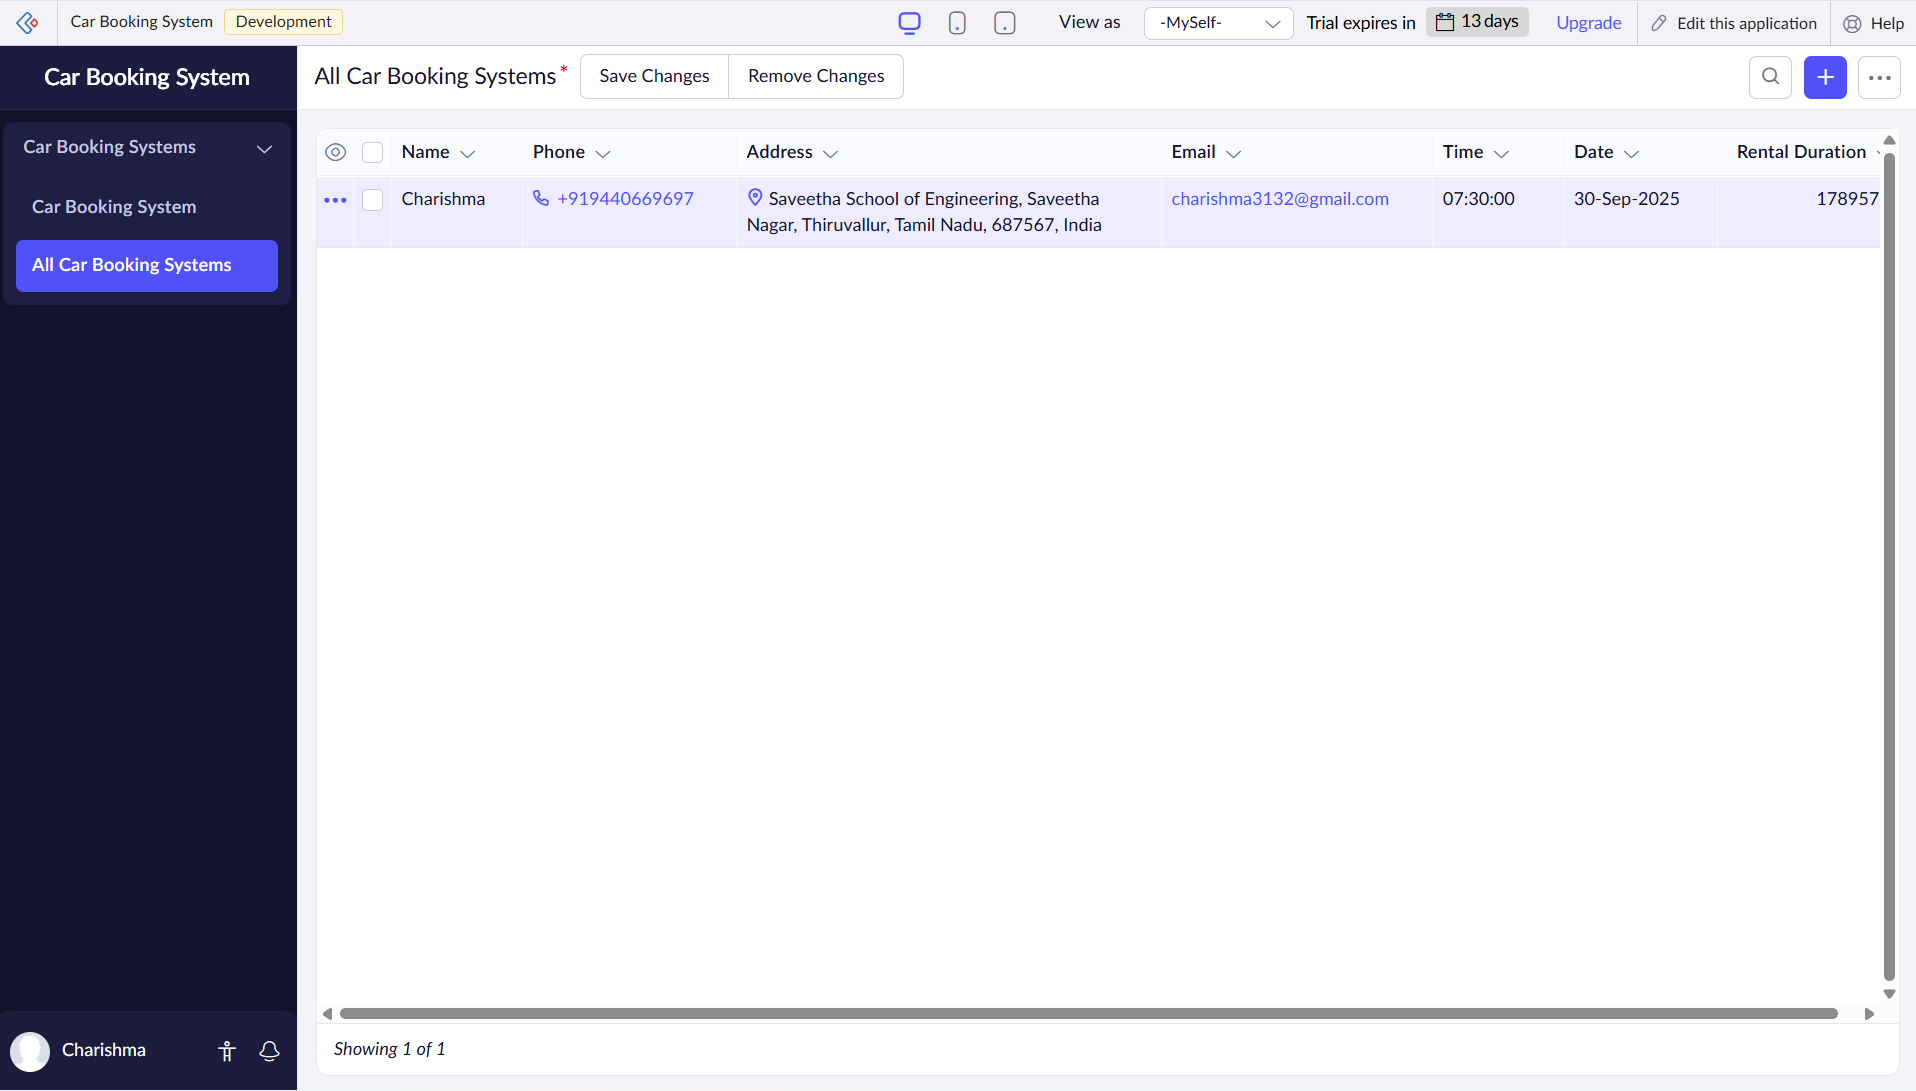 Car Booking System Development View as -MySelf- Trial expires in 13 days Upgrade Edit this application Help
Car Booking System
All Car Booking Systems * Save Changes Remove Changes
Car Booking Systems
Car Booking System
All Car Booking Systems
Name Phone Address Email Time Date Rental Duration
Charishma +919440669697 Saveetha School of Engineering, Saveetha charishma3132@gmail.com 07:30:00 30-Sep-2025 178957
Nagar, Thiruvallur, Tamil Nadu, 687567, India
Showing 1 of 1
Charishma